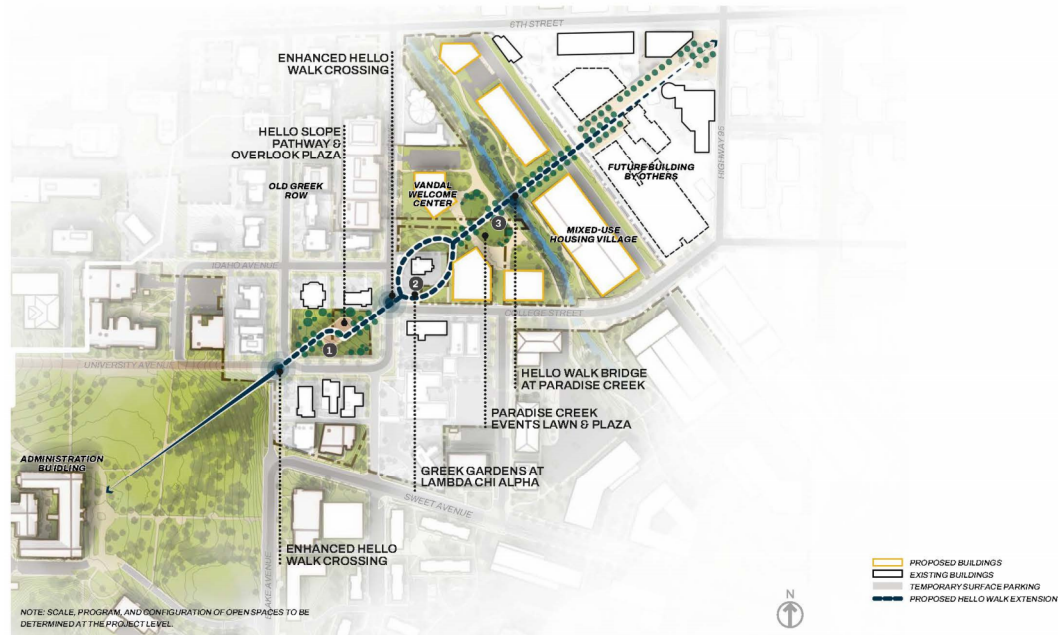 6TH STREET
ENHANCED HELLO
WALK CROSSING
HELLO SLOPE
PATHWAY &
OVERLOOK PLAZA
OLD GREEK
ROW
VANDAL
WELCOME
CENTER
FUTURE BUILDING
BY OTHERS
HIGHWAY 95
3
MIXED-USE
HOUSING VILLAGE
IDAHO AVENUE
2
COLLEGE STREET
1
UNIVERSITY AVENUE
HELLO WALK BRIDGE
AT PARADISE CREEK
PARADISE CREEK
EVENTS LAWN & PLAZA
ADMINISTRATION
BUIDLING
GREEK GARDENS AT
LAMBDA CHI ALPHA
SWEET AVENUE
ENHANCED HELLO
WALK CROSSING
BLAKE AVENUE
PROPOSED BUILDINGS
EXISTING BUILDINGS
TEMPORARY SURFACE PARKING
PROPOSED HELLO WALK EXTENSION
N
NOTE: SCALE, PROGRAM, AND CONFIGURATION OF OPEN SPACES TO BE
DETERMINED AT THE PROJECT LEVEL.